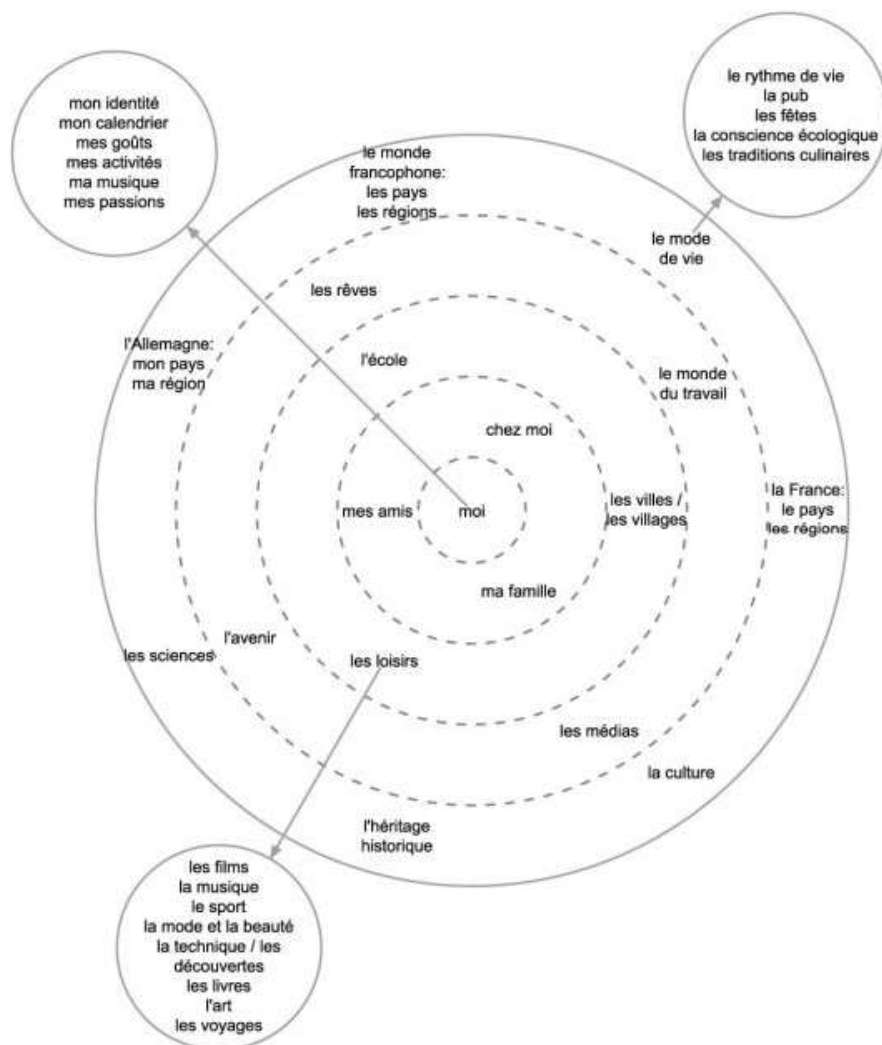 mon identité
mon calendrier
mes goûts
mes activités
ma musique
mes passions
le rythme de vie
la pub
les fêtes
la conscience écologique
les traditions culinaires
le monde
francophone:
les pays
les régions
le mode
de vie
les rêves
l'Allemagne:
mon pays
ma région
l'école
le monde
du travail
chez moi
mes amis
moi
les villes /
les villages
la France:
le pays
les régions
ma famille
l'avenir
les sciences
les loisirs
les médias
la culture
l'héritage
historique
les films
la musique
le sport
la mode et la beauté
la technique / les
découvertes
les livres
l'art
les voyages